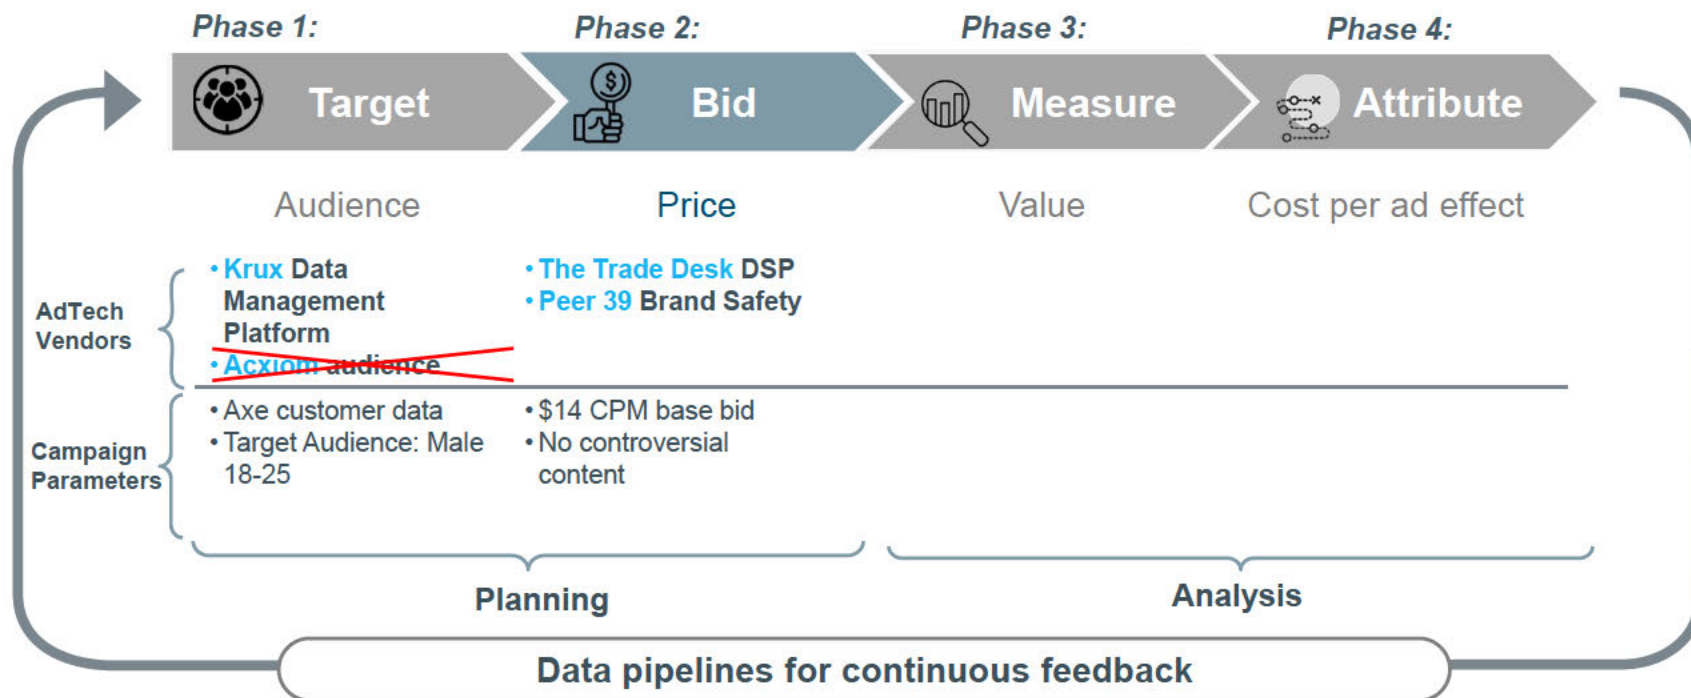 Phase 1:
Phase 2:
Phase 3:
Phase 4:
Target
$
Bid
Measure
Attribute
Audience
Price
Value
Cost per ad effect
AdTech
Vendors
• Krux Data
Management
Platform
• Acxiom audience
• The Trade Desk DSP
• Peer 39 Brand Safety
Campaign
Parameters
• Axe customer data
• Target Audience: Male
18-25
• $14 CPM base bid
• No controversial
content
Planning
Analysis
Data pipelines for continuous feedback